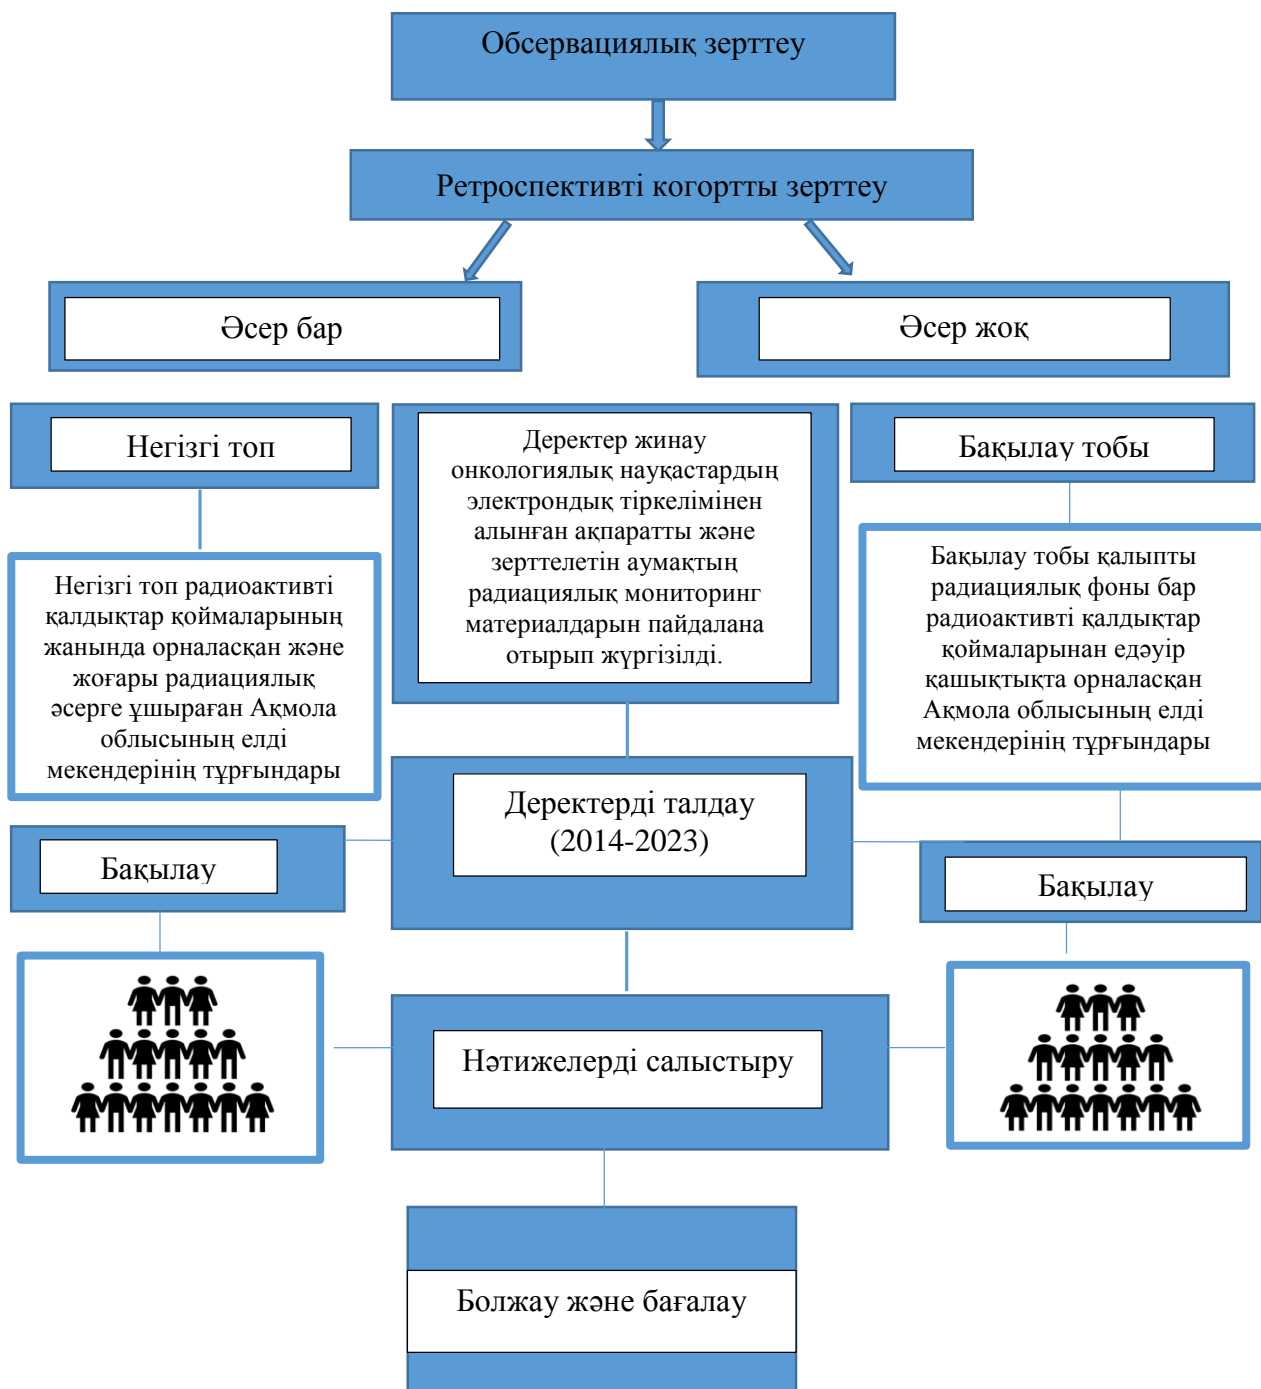 Обсервациялық зерттеу
Ретроспективті когортты зерттеу
Әсер бар
Әсер жоқ
Негізгі топ
Деректер жинау
онкологиялық науқастардың
электрондық тіркелімінен
алынған ақпаратты және
зерттелетін аумақтың
радиациялық мониторинг
материалдарын пайдалана
отырып жүргізілді.
Бақылау тобы
Негізгі топ радиоактивті
қалдықтар қоймаларының
жанында орналасқан және
жоғары радиациялық
әсерге ұшыраған Ақмола
облысының елді
мекендерінің тұрғындары
Бақылау тобы қалыпты
радиациялық фоны бар
радиоактивті қалдықтар
қоймаларынан едәуір
қашықтықта орналасқан
Ақмола облысының елді
мекендерінің тұрғындары
Деректерді талдау
(2014-2023)
Бақылау
Бақылау
Нәтижелерді салыстыру
Болжау және бағалау